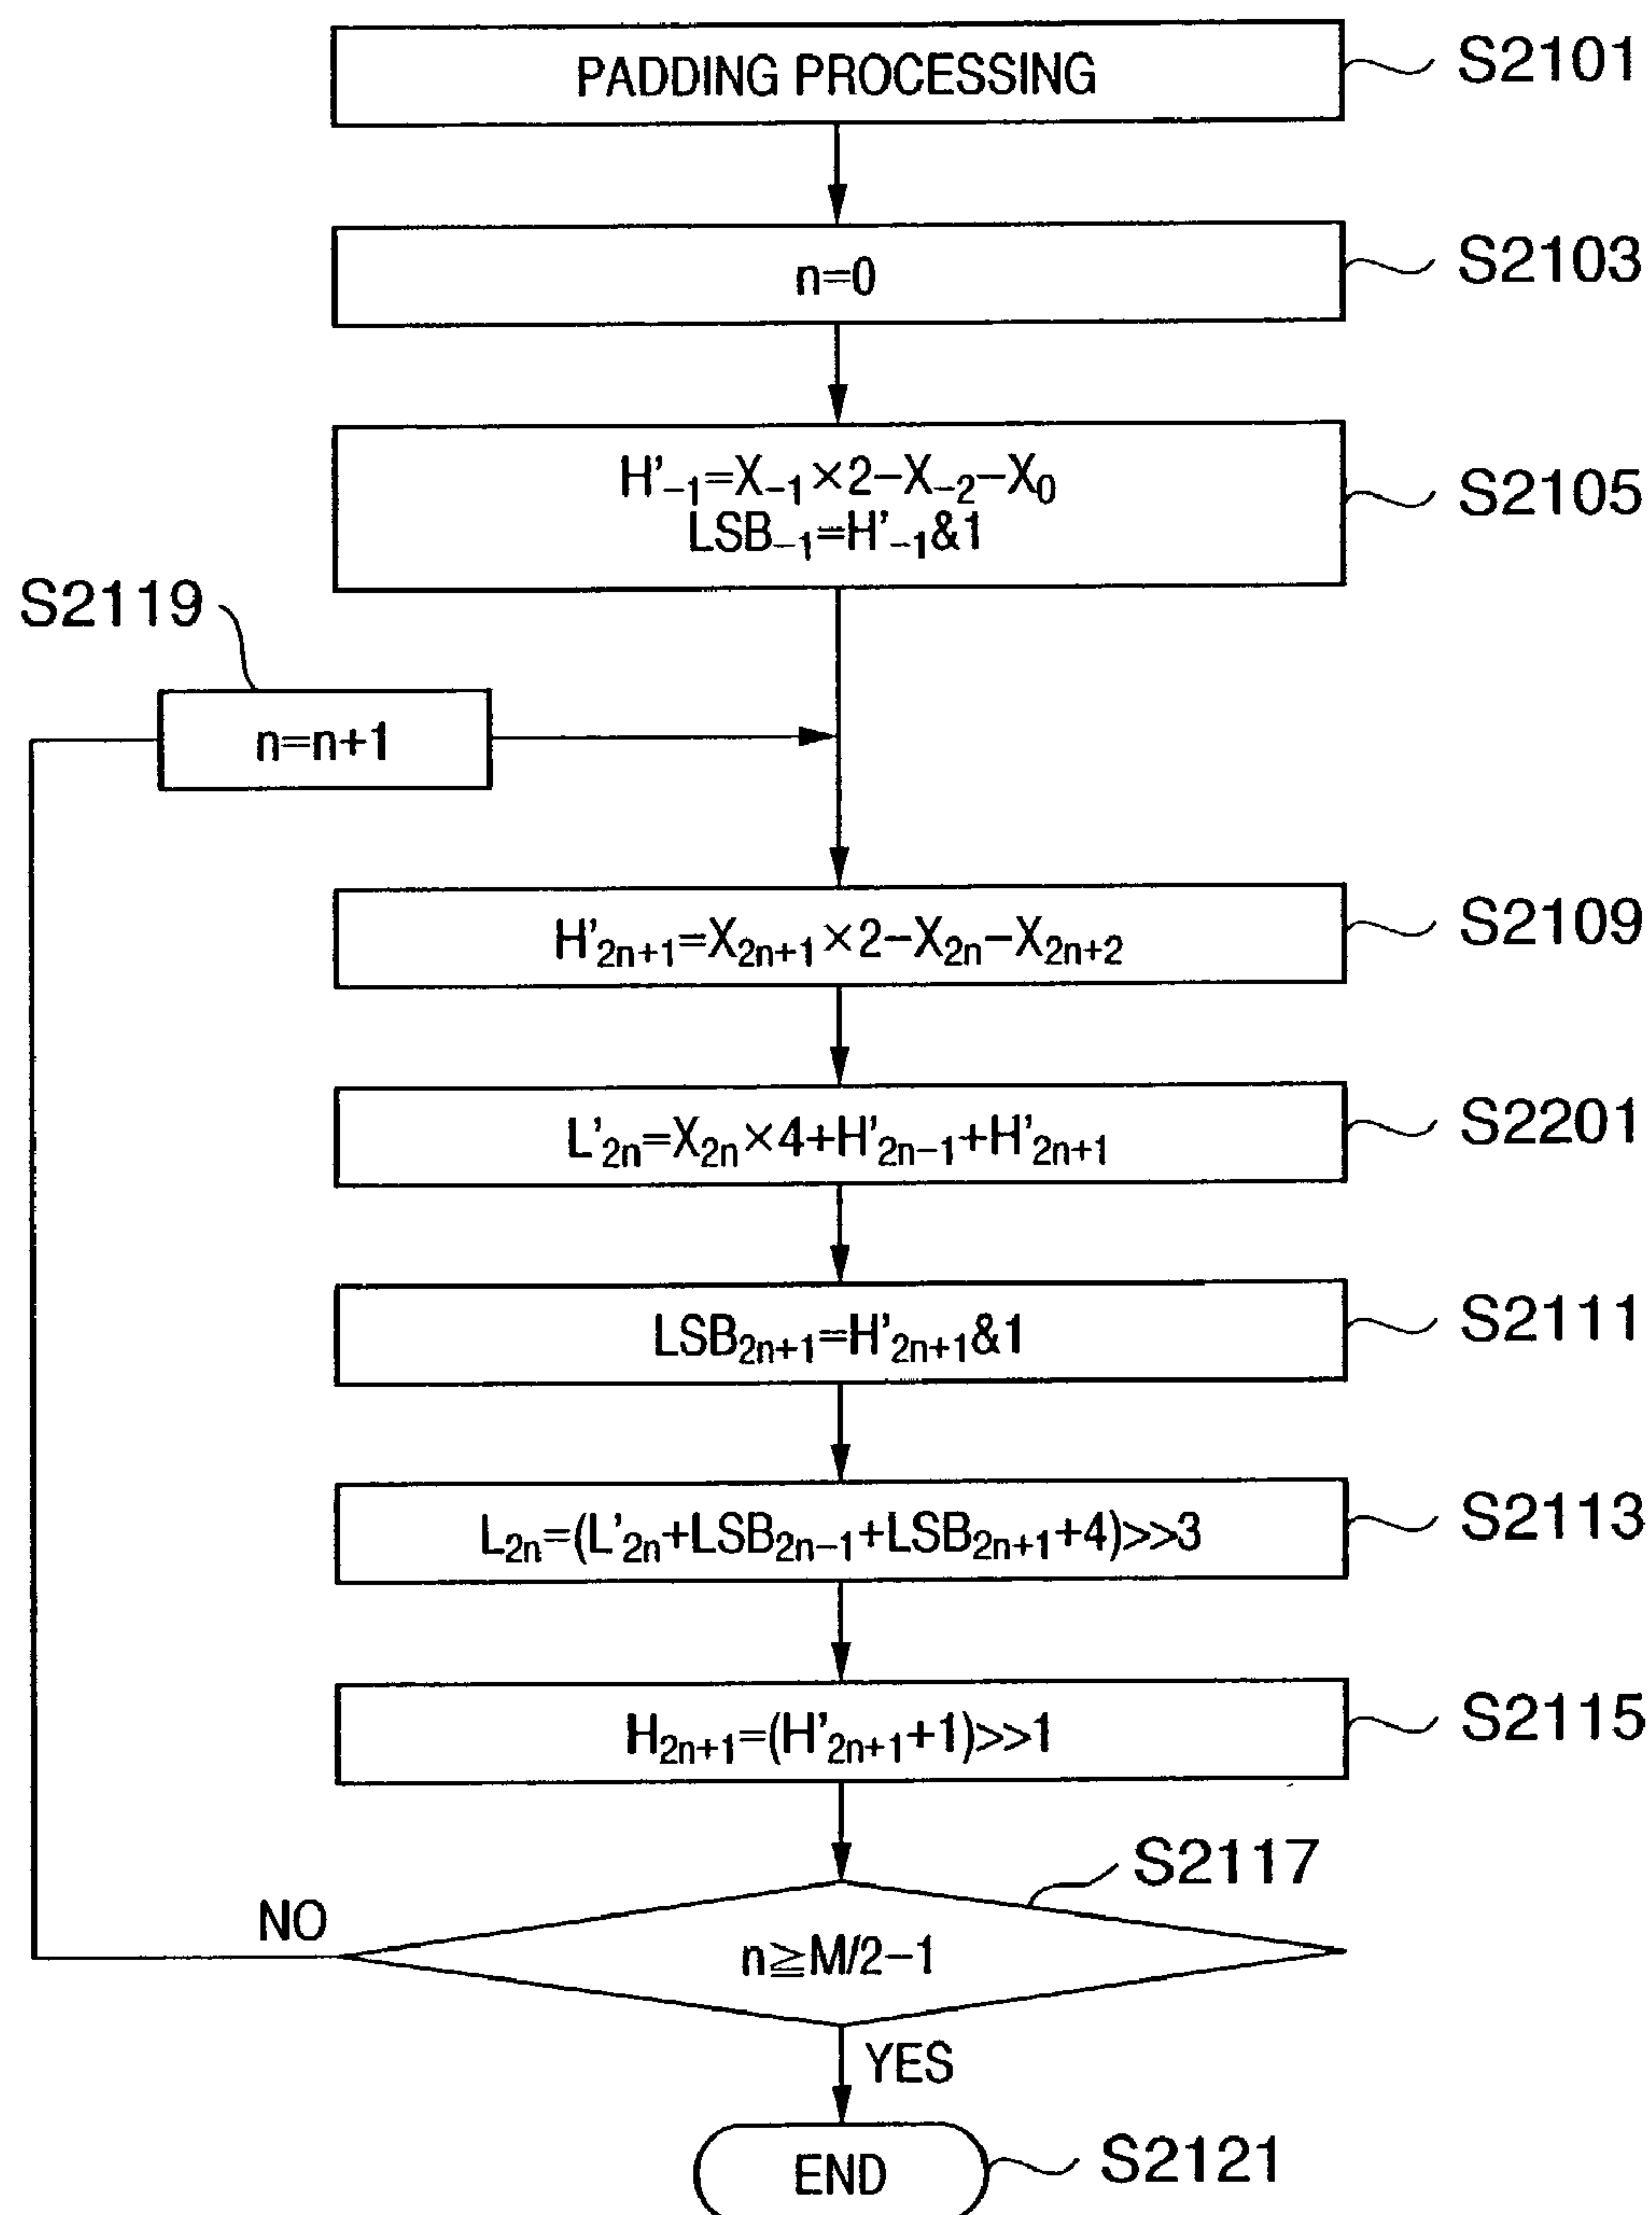 PADDING PROCESSING
S2101
n=0
S2103
H'₋₁=X₋₁×2−X₋₂−X₀
LSB₋₁=H'₋₁&1
S2105
S2119
n=n+1
H'₂ₙ₊₁=X₂ₙ₊₁×2−X₂ₙ−X₂ₙ₊₂
S2109
L'₂ₙ=X₂ₙ×4+H'₂ₙ₋₁+H'₂ₙ₊₁
S2201
LSB₂ₙ₊₁=H'₂ₙ₊₁&1
S2111
L₂ₙ=(L'₂ₙ+LSB₂ₙ₋₁+LSB₂ₙ₊₁+4)>>3
S2113
H₂ₙ₊₁=(H'₂ₙ₊₁+1)>>1
S2115
S2117
NO
n≧M/2−1
YES
END
S2121